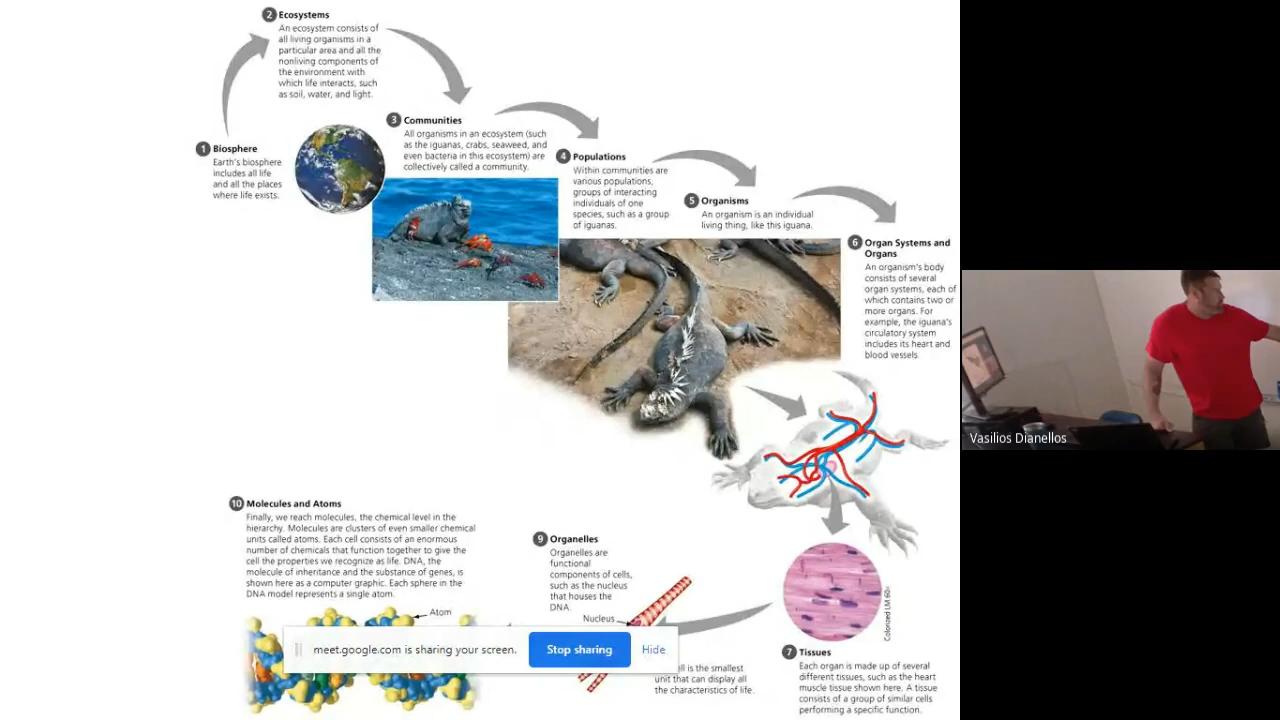 2 Ecosystems
An ecosystem consists of
all living organisms in a
particular area and all the
nonliving components of
the environment with
which life interacts, such
as soil, water, and light.
1 Biosphere
Earth's biosphere
includes all life
and all the places
where life exists.
3 Communities
All organisms in an ecosystem (such
as the iguanas, crabs, seaweed, and
even bacteria in this ecosystem) are
collectively called a community.
4 Populations
Within communities are
various populations,
groups of interacting
individuals of one
species, such as a group
of iguanas.
5 Organisms
An organism is an individual
living thing, like this iguana.
6 Organ Systems and
Organs
An organism's body
consists of several
organ systems, each of
which contains two or
more organs. For
example, the iguana's
circulatory system
includes its heart and
blood vessels.
Vasilios Dianellos
10 Molecules and Atoms
Finally, we reach molecules, the chemical level in the
hierarchy. Molecules are clusters of even smaller chemical
units called atoms. Each cell consists of an enormous
number of chemicals that function together to give the
cell the properties we recognize as life. DNA, the
molecule of inheritance and the substance of genes, is
shown here as a computer graphic. Each sphere in the
DNA model represents a single atom.
Atom
9 Organelles
Organelles are
functional
components of cells,
such as the nucleus
that houses the
DNA.
Nucleus
Colorized LM 60×
meet.google.com is sharing your screen.
Stop sharing
Hide
ell is the smallest
unit that can display all
the characteristics of life.
7 Tissues
Each organ is made up of several
different tissues, such as the heart
muscle tissue shown here. A tissue
consists of a group of similar cells
performing a specific function.